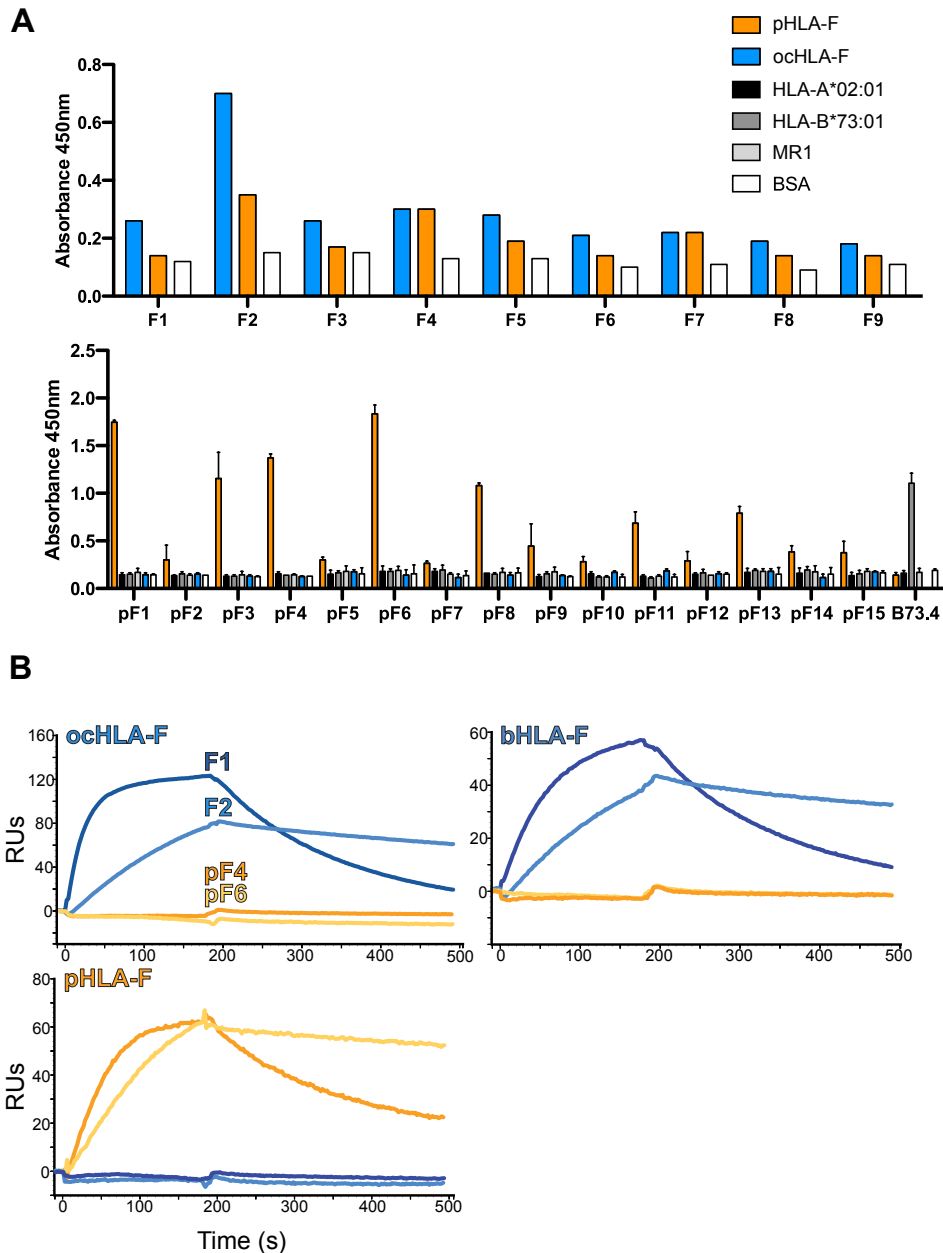 A
pHLA-F
ocHLA-F
HLA-A*02:01
HLA-B*73:01
MR1
BSA
Absorbance 450nm
0.8
0.6
0.4
0.2
0.0
F1 F2 F3 F4 F5 F6 F7 F8 F9
Absorbance 450nm
2.5
2.0
1.5
1.0
0.5
0.0
pF1 pF2 pF3 pF4 pF5 pF6 pF7 pF8 pF9 pF10 pF11 pF12 pF13 pF14 pF15 B73.4
B
ocHLA-F
RUs
160
120
80
40
0
F1
F2
pF4
pF6
0 100 200 300 400 500
bHLA-F
60
40
20
0
0 100 200 300 400 500
pHLA-F
RUs
80
60
40
20
0
0 100 200 300 400 500
Time (s)